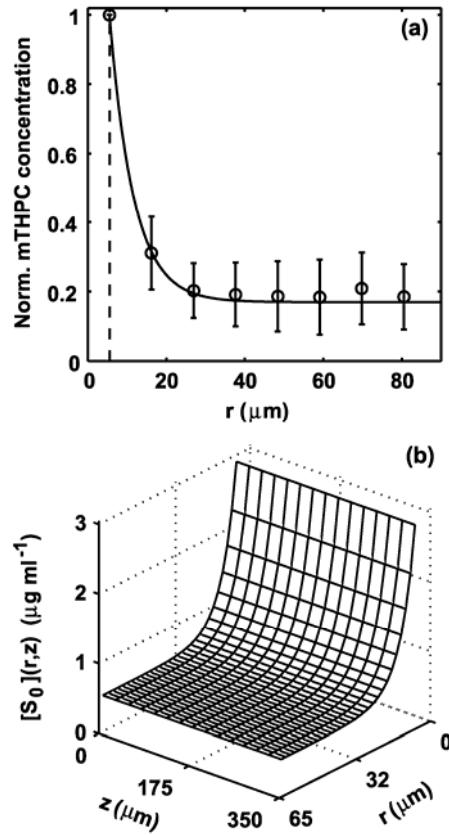 (a)
Norm. mTHPC concentration
1
0.8
0.6
0.4
0.2
0
0 20 40 60 80
r (μm)
(b)
[S₀](r,z) (μg ml⁻¹)
3
2
1
0
0 175 350
z (μm)
65 32 0
r (μm)